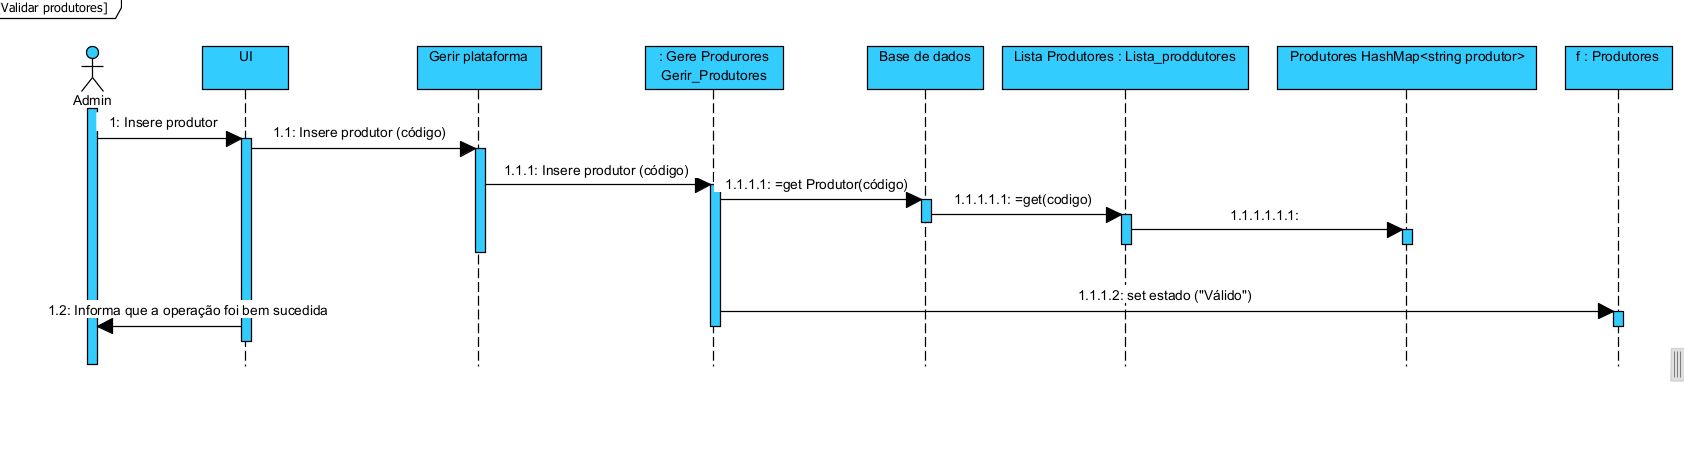 Validar produtores]
UI
Gerir plataforma
: Gere Produrores
Gerir_Produtores
Base de dados
Lista Produtores : Lista_proddutores
Produtores HashMap<string produtor>
f : Produtores
Admin
1: Insere produtor
1.1: Insere produtor (código)
1.1.1: Insere produtor (código)
1.1.1.1: =get Produtor(código)
1.1.1.1.1: =get(codigo)
1.1.1.1.1.1:
1.1.1.2: set estado ("Válido")
1.2: Informa que a operação foi bem sucedida